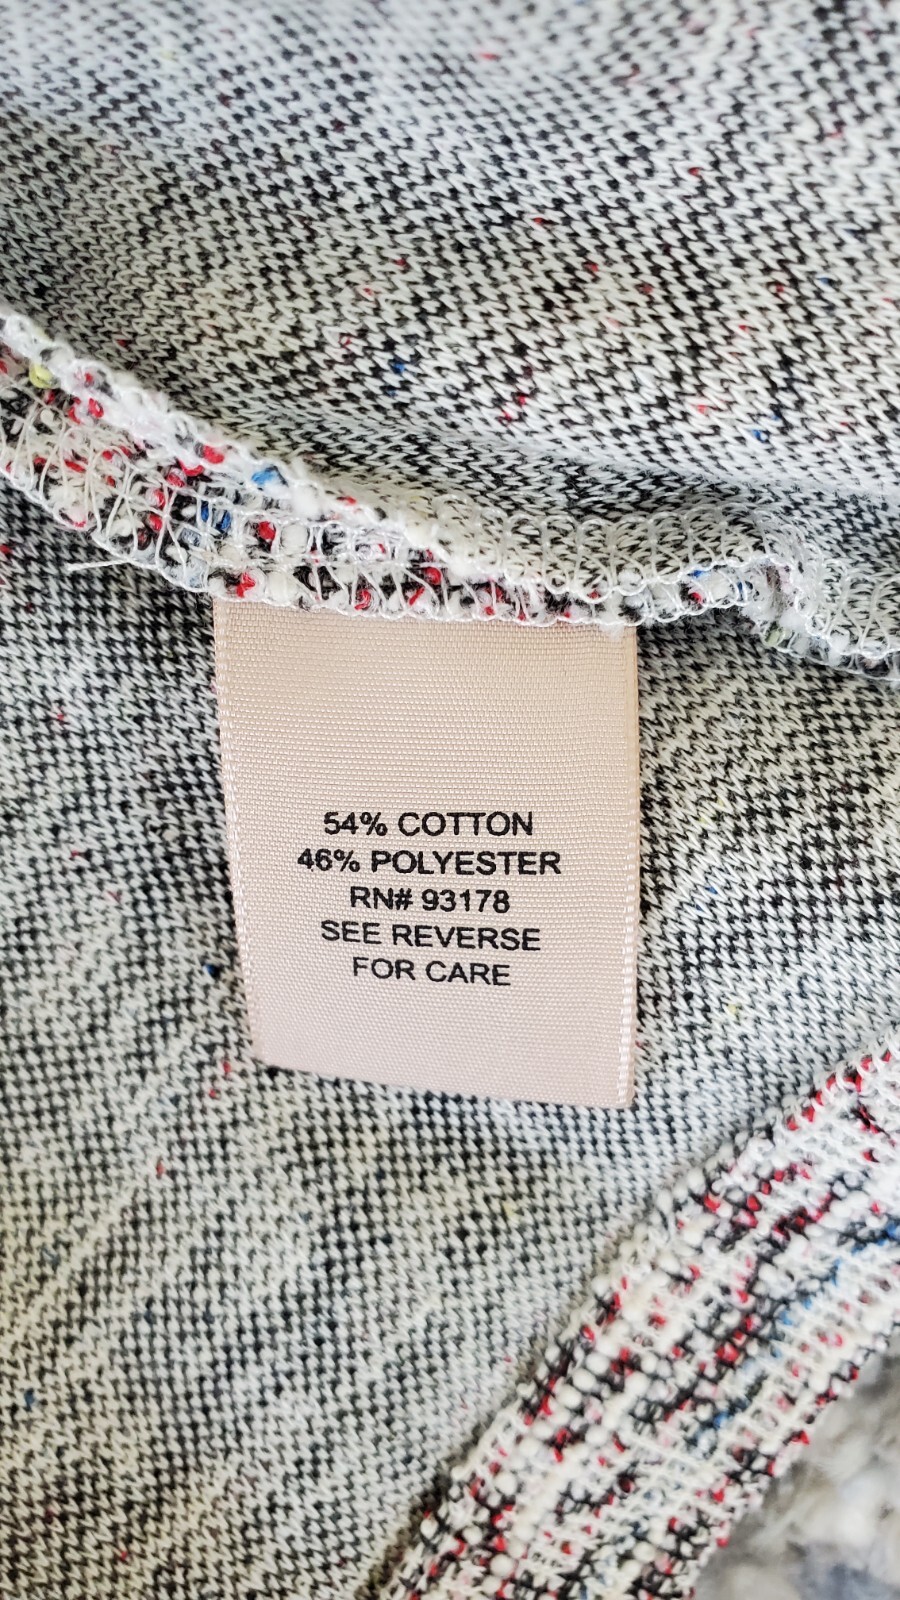 54% COTTON
46% POLYESTER
RN# 93178
SEE REVERSE
FOR CARE